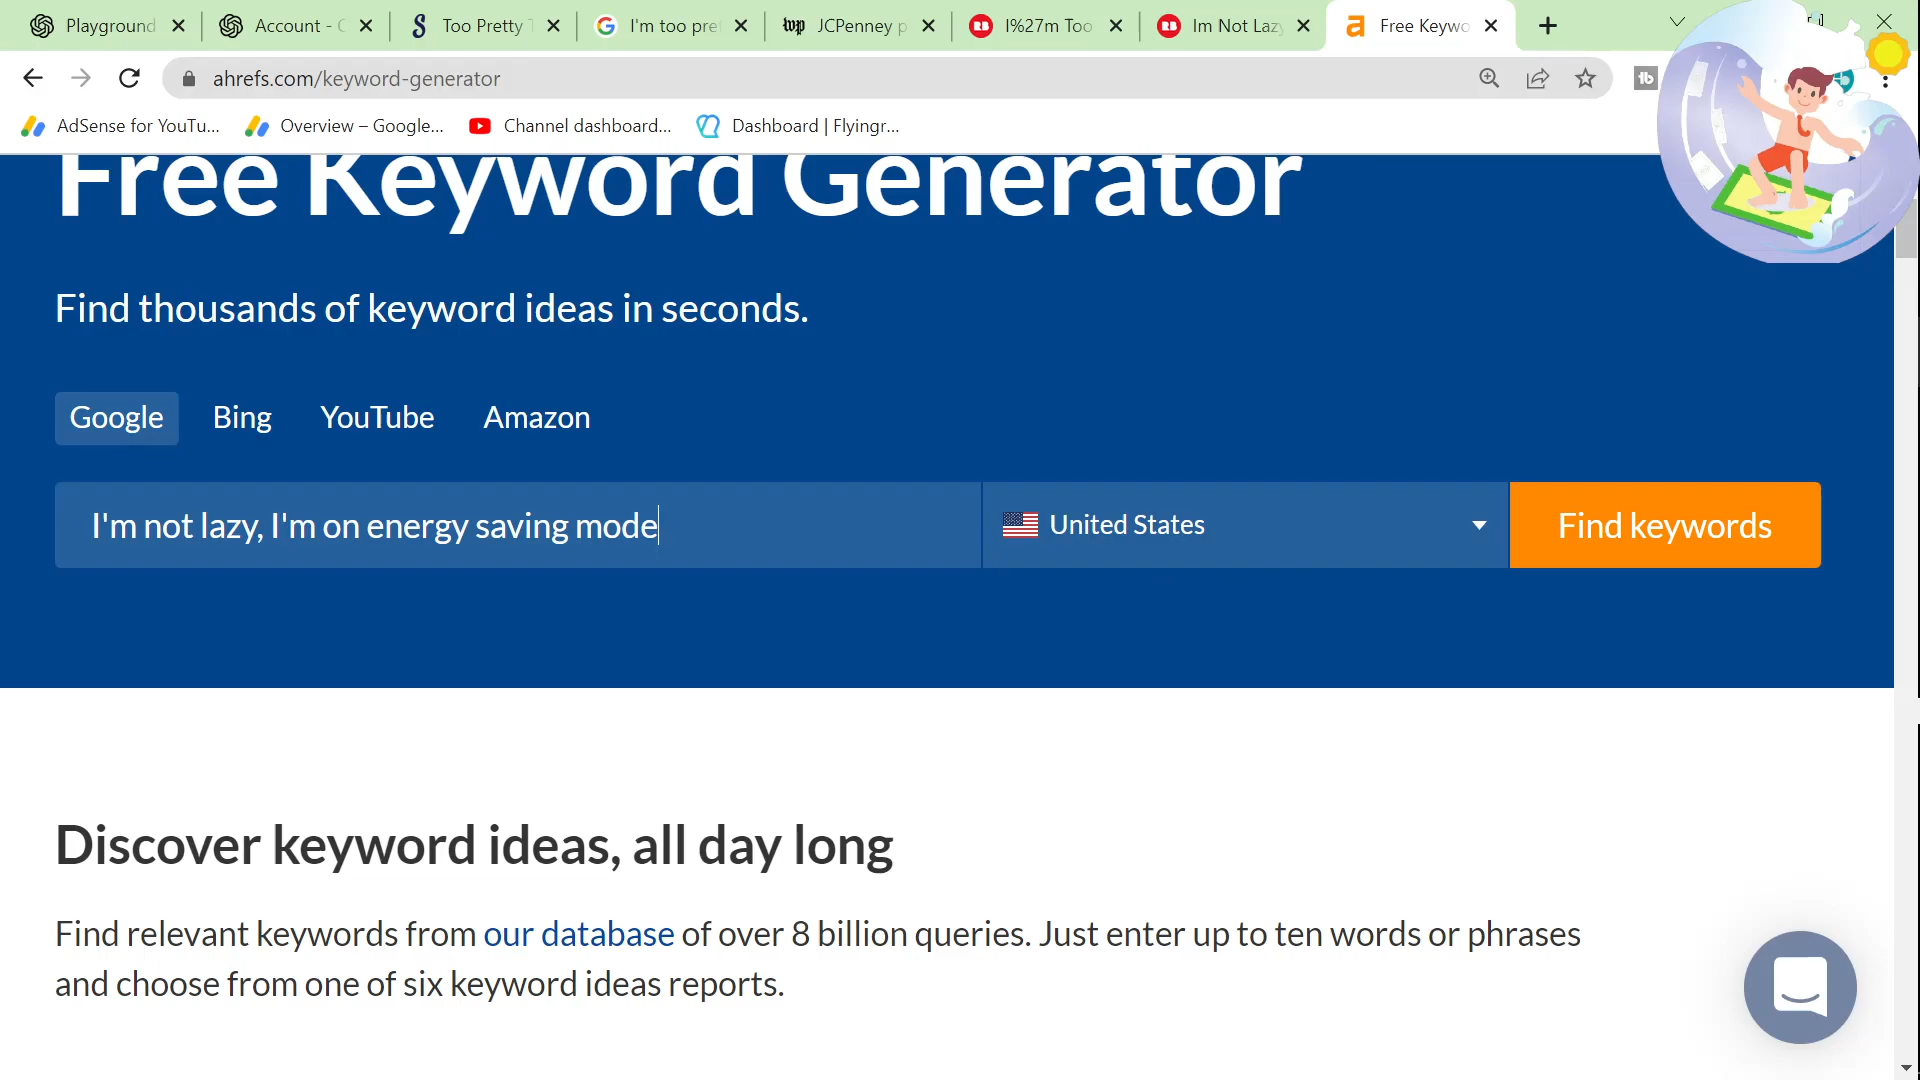 Playground
Account - C
Too Pretty T
I'm too pre
JCPenney p
I%27m Too
Im Not Lazy
Free Keywo
ahrefs.com/keyword-generator
AdSense for YouTu...
Overview – Google...
Channel dashboard...
Dashboard | Flyingr...
Free Keyword Generator
Find thousands of keyword ideas in seconds.
Google
Bing
YouTube
Amazon
I'm not lazy, I'm on energy saving mode
United States
Find keywords
Discover keyword ideas, all day long
Find relevant keywords from our database of over 8 billion queries. Just enter up to ten words or phrases
and choose from one of six keyword ideas reports.